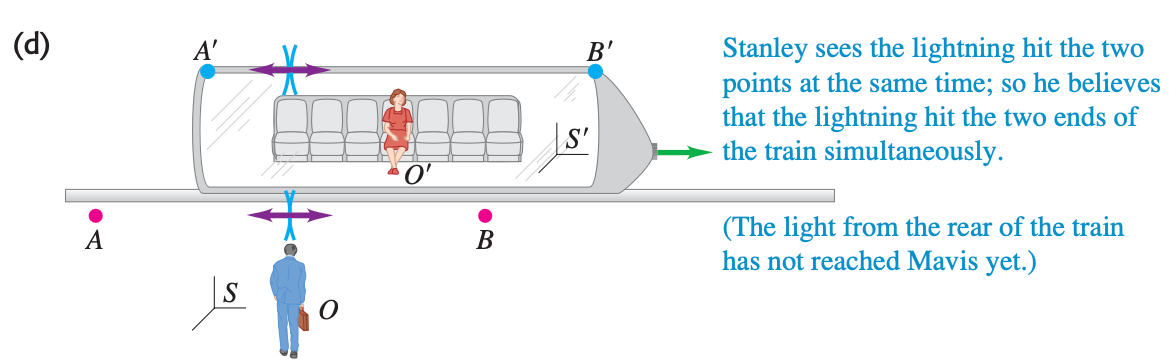 (d)
A′
B′
Stanley sees the lightning hit the two
points at the same time; so he believes
that the lightning hit the two ends of
the train simultaneously.
S′
O′
A
B
(The light from the rear of the train
has not reached Mavis yet.)
S
O